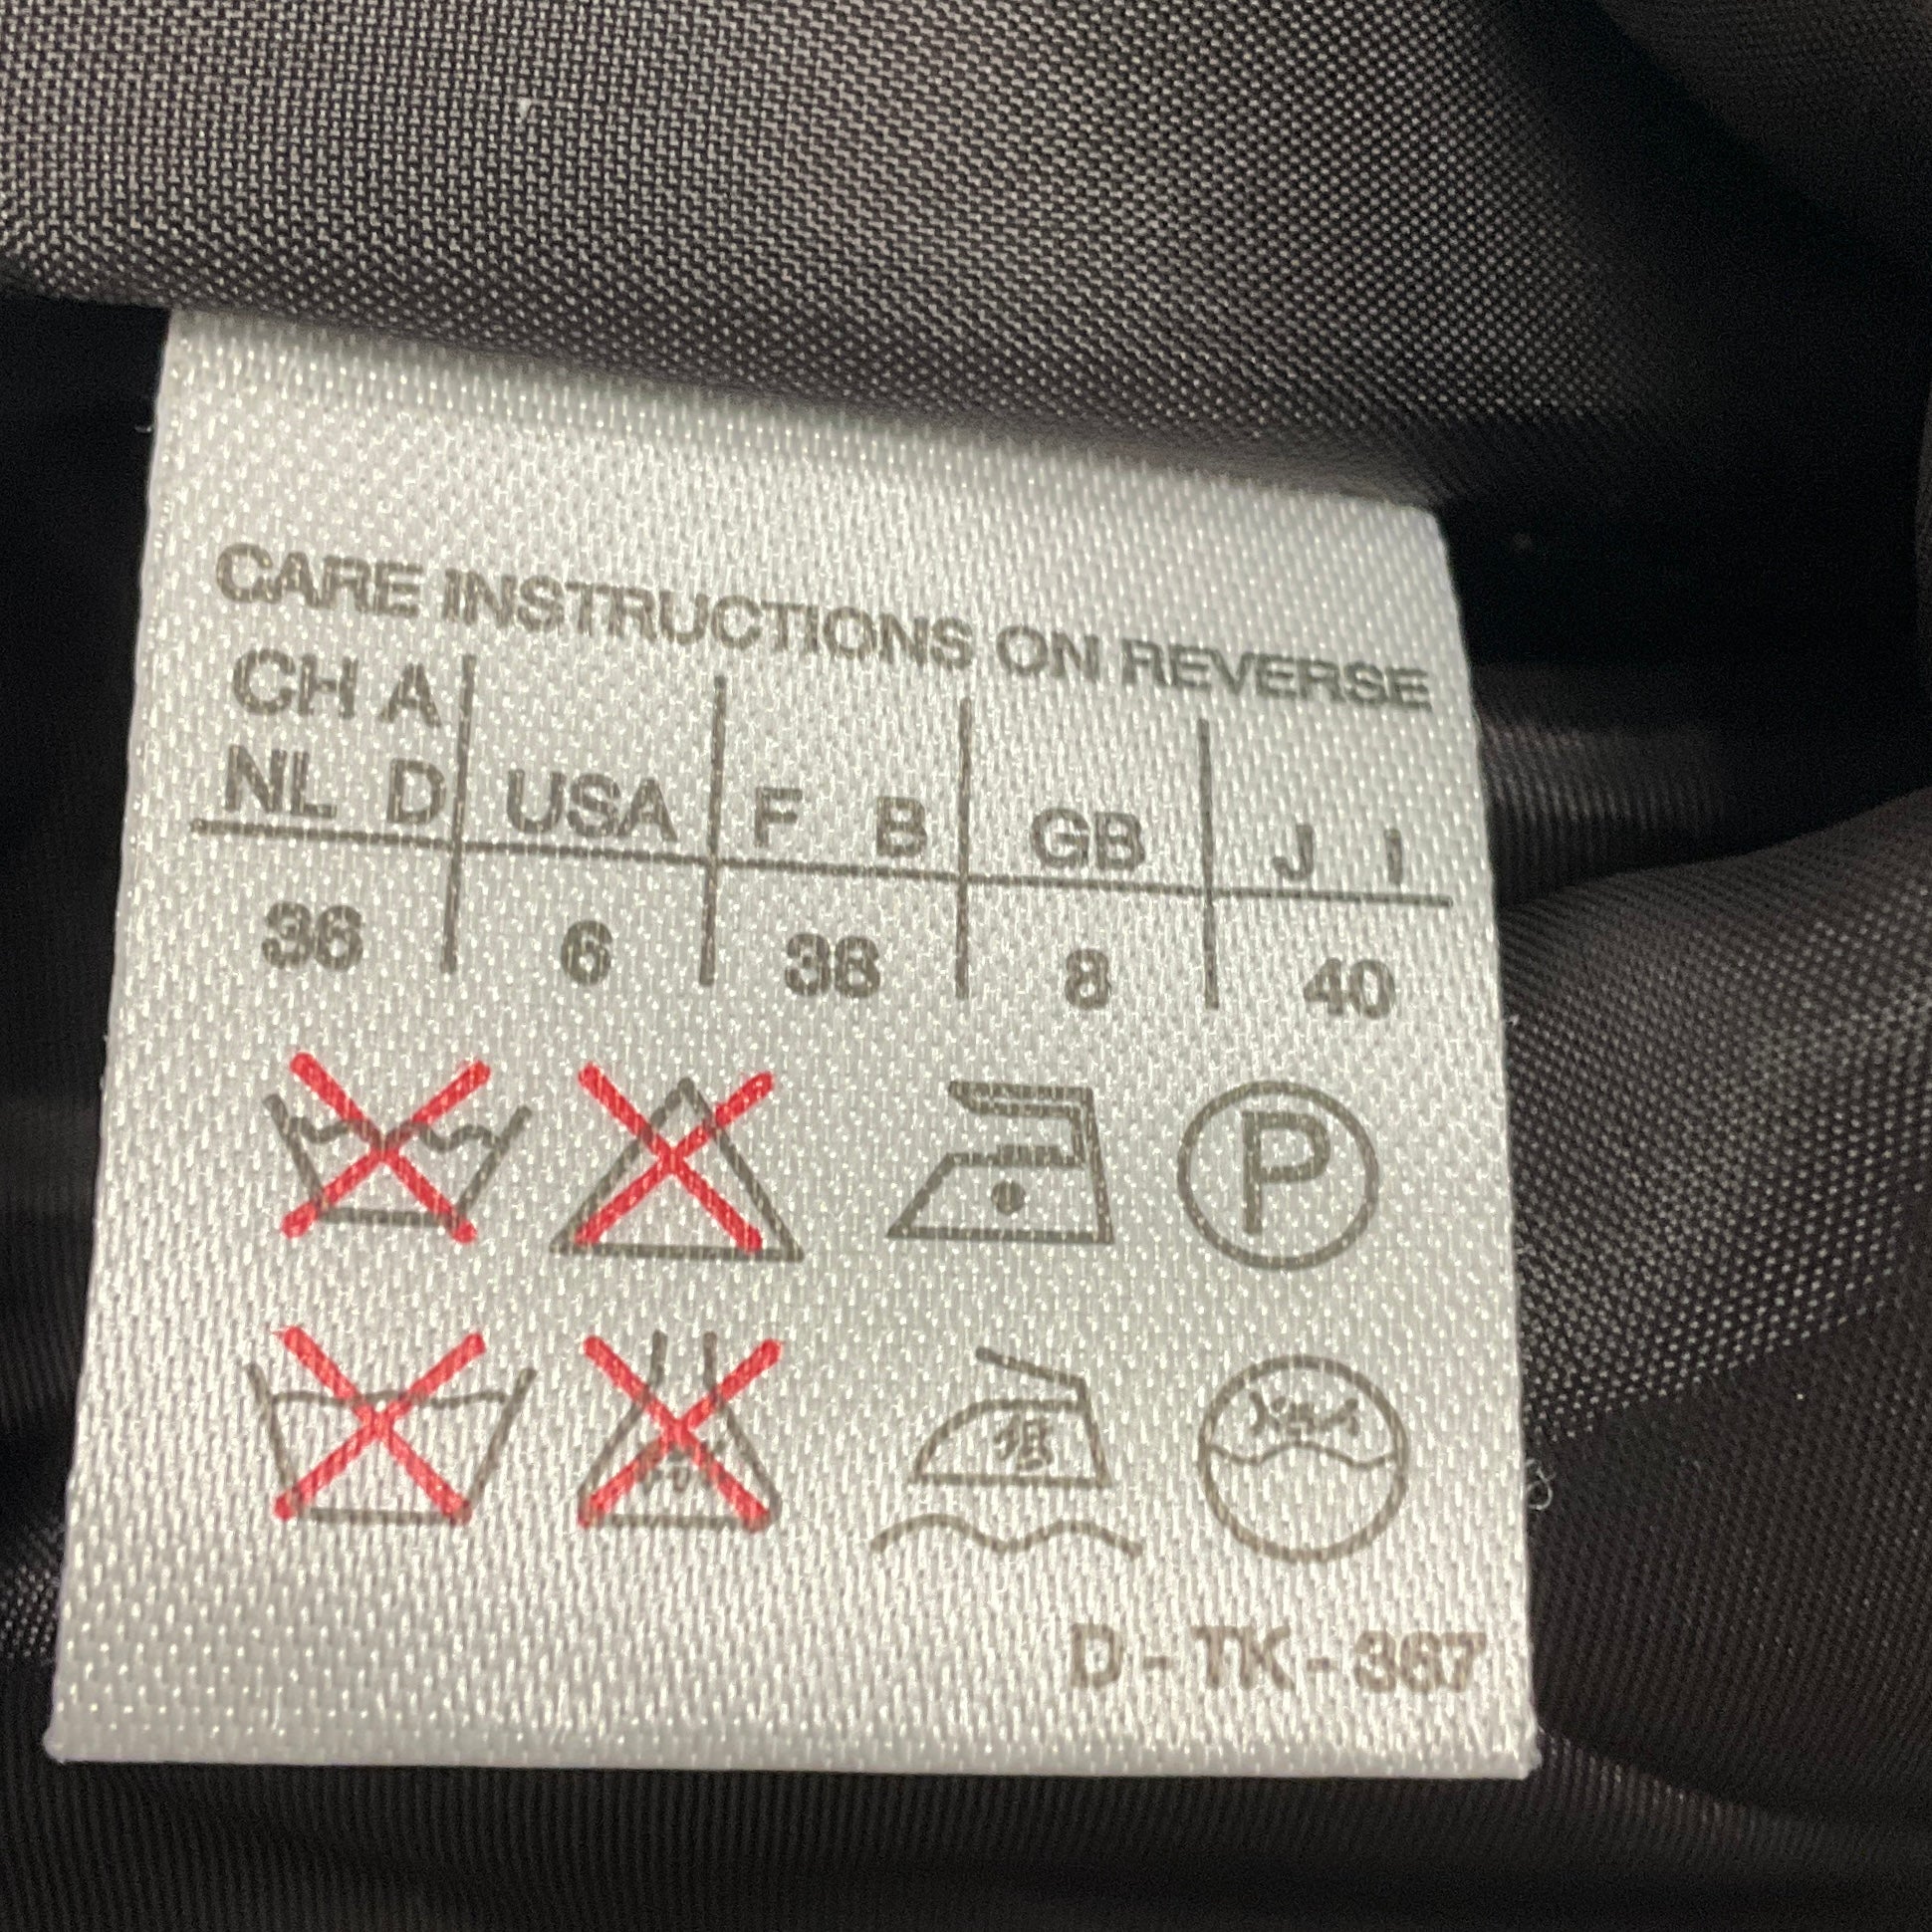 CARE INSTRUCTIONS ON REVERSE
CH A
NL D USA F B GB J I
36 6 38 8 40
P
D - TK - 367